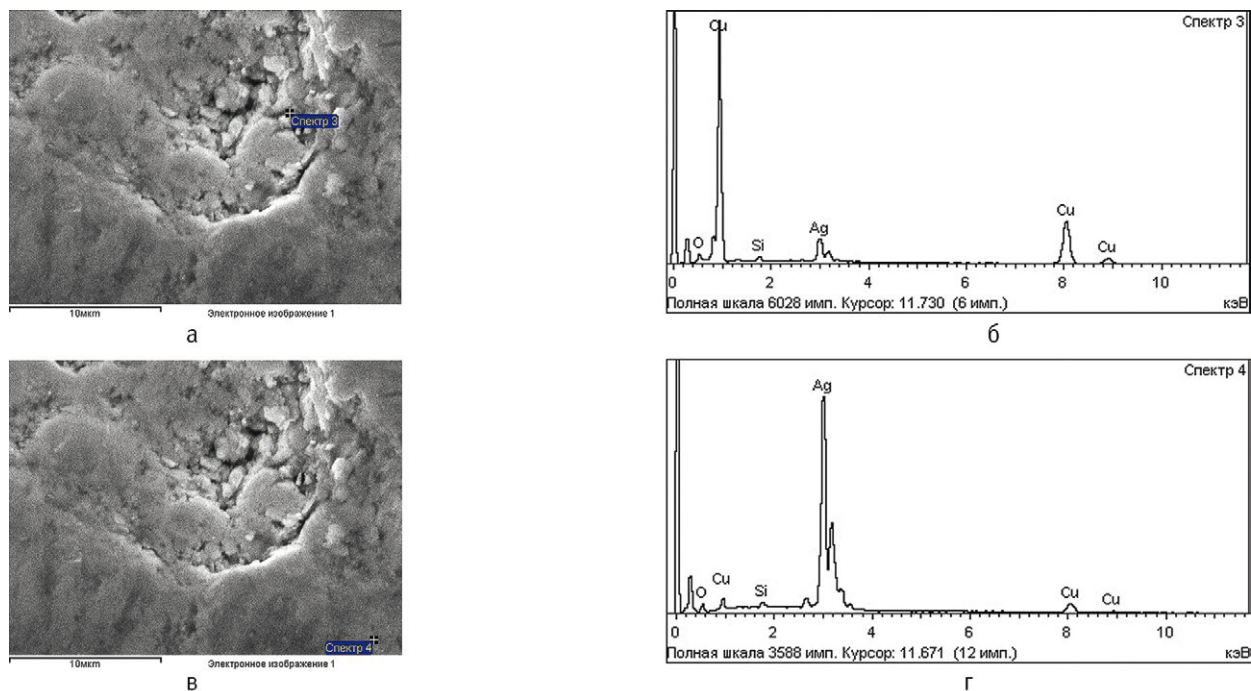 Спектр 3
10мкм Электронное изображение 1
а
Спектр 3
Cu
O Si Ag Cu Cu
0 2 4 6 8 10
Полная шкала 6028 имп. Курсор: 11.730 (6 имп.) кэВ
б
Спектр 4
10мкм Электронное изображение 1
в
Спектр 4
Ag
O Cu Si Cu Cu
0 2 4 6 8 10
Полная шкала 3588 имп. Курсор: 11.671 (12 имп.) кэВ
г